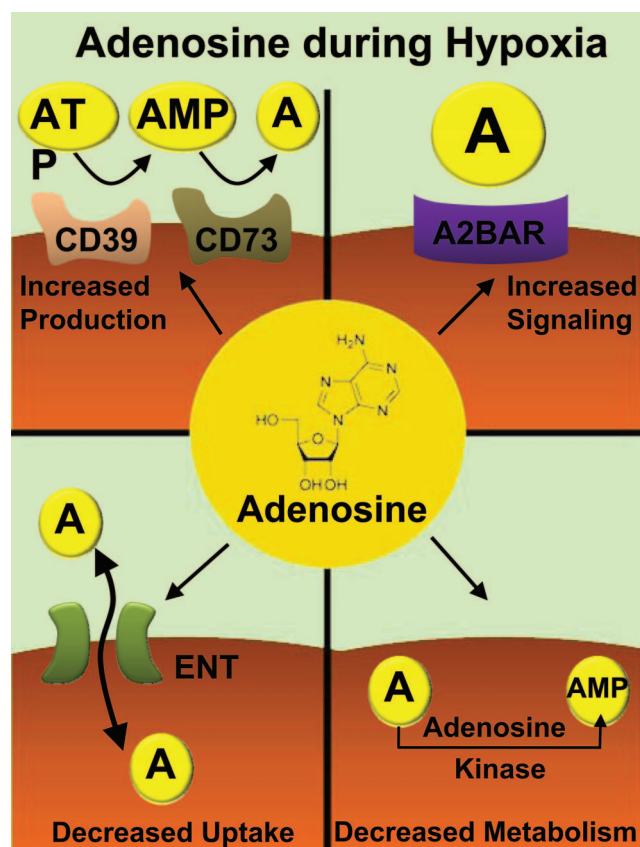 Adenosine during Hypoxia
AT
P
AMP
A
CD39
CD73
Increased
Production
A
A2BAR
Increased
Signaling
NH₂
N
N
N
N
HO
O
OH
OH
Adenosine
A
ENT
A
Decreased Uptake
A
AMP
Adenosine
Kinase
Decreased Metabolism